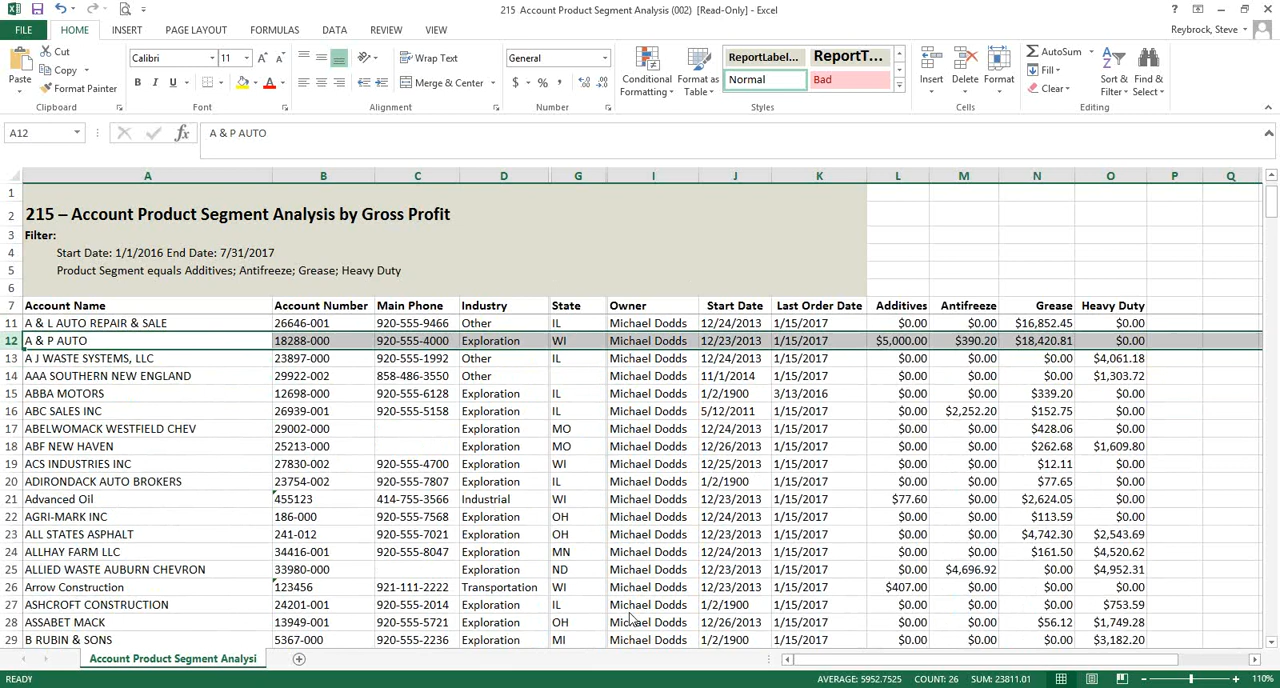 215 Account Product Segment Analysis (002) [Read-Only] - Excel
FILE HOME INSERT PAGE LAYOUT FORMULAS DATA REVIEW VIEW Reybrock, Steve
Paste Cut Copy Format Painter Clipboard
Calibri 11 B I U A Font
Wrap Text Merge & Center Alignment
General $ % , Number
Conditional Formatting Format as Table ReportLabel... ReportT... Normal Bad Styles
Insert Delete Format Cells
AutoSum Fill Clear Sort & Filter Find & Select Editing
A12 fx A & P AUTO
A B C D G I J K L M N O P Q
1
2 215 – Account Product Segment Analysis by Gross Profit
3 Filter:
4 Start Date: 1/1/2016 End Date: 7/31/2017
5 Product Segment equals Additives; Antifreeze; Grease; Heavy Duty
6
7 Account Name Account Number Main Phone Industry State Owner Start Date Last Order Date Additives Antifreeze Grease Heavy Duty
11 A & L AUTO REPAIR & SALE 26646-001 920-555-9466 Other IL Michael Dodds 12/24/2013 1/15/2017 $0.00 $0.00 $16,852.45 $0.00
12 A & P AUTO 18288-000 920-555-4000 Exploration WI Michael Dodds 12/23/2013 1/15/2017 $5,000.00 $390.20 $18,420.81 $0.00
13 A J WASTE SYSTEMS, LLC 23897-000 920-555-1992 Other IL Michael Dodds 12/24/2013 1/15/2017 $0.00 $0.00 $0.00 $4,061.18
14 AAA SOUTHERN NEW ENGLAND 29922-002 858-486-3550 Other Michael Dodds 11/1/2014 1/15/2017 $0.00 $0.00 $0.00 $1,303.72
15 ABBA MOTORS 12698-000 920-555-6128 Exploration IL Michael Dodds 1/2/1900 3/13/2016 $0.00 $0.00 $339.20 $0.00
16 ABC SALES INC 26939-001 920-555-5158 Exploration IL Michael Dodds 5/12/2011 1/15/2017 $0.00 $2,252.20 $152.75 $0.00
17 ABELWOMACK WESTFIELD CHEV 29002-000 Exploration MO Michael Dodds 12/24/2013 1/15/2017 $0.00 $0.00 $428.06 $0.00
18 ABF NEW HAVEN 25213-000 Exploration MO Michael Dodds 12/26/2013 1/15/2017 $0.00 $0.00 $262.68 $1,609.80
19 ACS INDUSTRIES INC 27830-002 920-555-4700 Exploration WI Michael Dodds 12/25/2013 1/15/2017 $0.00 $0.00 $12.11 $0.00
20 ADIRONDACK AUTO BROKERS 23754-002 920-555-7807 Exploration IL Michael Dodds 1/2/1900 1/15/2017 $0.00 $0.00 $77.65 $0.00
21 Advanced Oil 455123 414-755-3566 Industrial WI Michael Dodds 12/23/2013 1/15/2017 $77.60 $0.00 $2,624.05 $0.00
22 AGRI-MARK INC 186-000 920-555-7568 Exploration OH Michael Dodds 12/24/2013 1/15/2017 $0.00 $0.00 $113.59 $0.00
23 ALL STATES ASPHALT 241-012 920-555-7021 Exploration OH Michael Dodds 12/23/2013 1/15/2017 $0.00 $0.00 $4,742.30 $2,543.69
24 ALLHAY FARM LLC 34416-001 920-555-8047 Exploration MN Michael Dodds 12/24/2013 1/15/2017 $0.00 $0.00 $161.50 $4,520.62
25 ALLIED WASTE AUBURN CHEVRON 33980-000 Exploration ND Michael Dodds 12/23/2013 1/15/2017 $0.00 $4,696.92 $0.00 $4,952.31
26 Arrow Construction 123456 921-111-2222 Transportation WI Michael Dodds 12/23/2013 1/15/2017 $407.00 $0.00 $0.00 $0.00
27 ASHCROFT CONSTRUCTION 24201-001 920-555-2014 Exploration IL Michael Dodds 1/2/1900 1/15/2017 $0.00 $0.00 $0.00 $753.59
28 ASSABET MACK 13949-001 920-555-5721 Exploration OH Michael Dodds 12/26/2013 1/15/2017 $0.00 $0.00 $56.12 $1,749.28
29 B RUBIN & SONS 5367-000 920-555-2236 Exploration MI Michael Dodds 1/2/1900 1/15/2017 $0.00 $0.00 $0.00 $3,182.20
Account Product Segment Analysi
READY AVERAGE: 5952.7525 COUNT: 26 SUM: 23811.01 110%